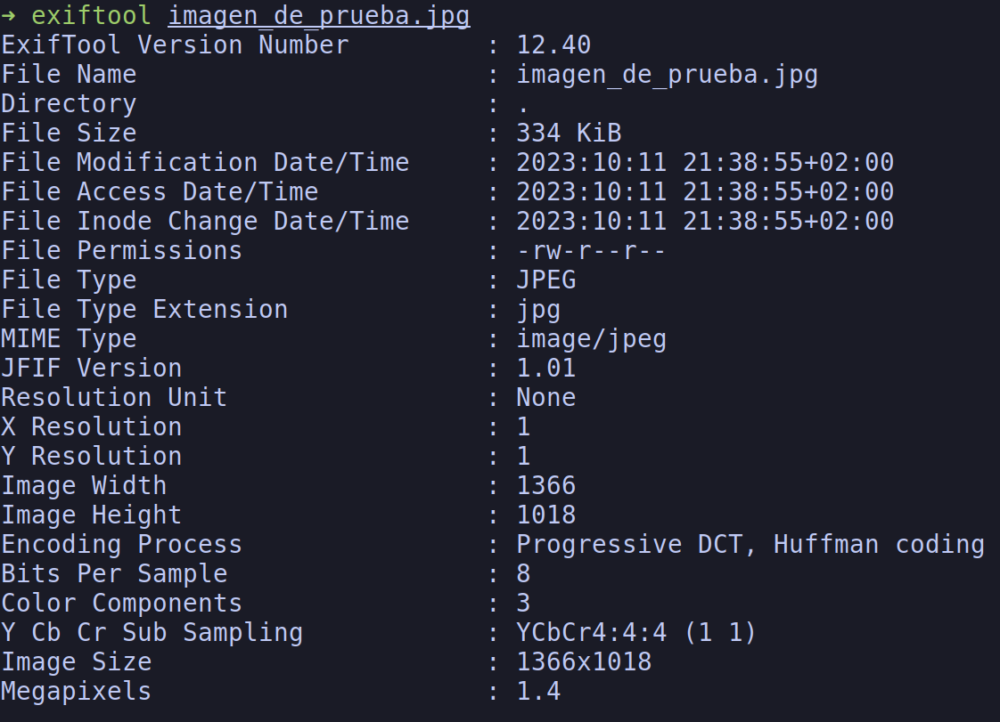 ➜ exiftool imagen_de_prueba.jpg
ExifTool Version Number : 12.40
File Name : imagen_de_prueba.jpg
Directory : .
File Size : 334 KiB
File Modification Date/Time : 2023:10:11 21:38:55+02:00
File Access Date/Time : 2023:10:11 21:38:55+02:00
File Inode Change Date/Time : 2023:10:11 21:38:55+02:00
File Permissions : -rw-r--r--
File Type : JPEG
File Type Extension : jpg
MIME Type : image/jpeg
JFIF Version : 1.01
Resolution Unit : None
X Resolution : 1
Y Resolution : 1
Image Width : 1366
Image Height : 1018
Encoding Process : Progressive DCT, Huffman coding
Bits Per Sample : 8
Color Components : 3
Y Cb Cr Sub Sampling : YCbCr4:4:4 (1 1)
Image Size : 1366x1018
Megapixels : 1.4